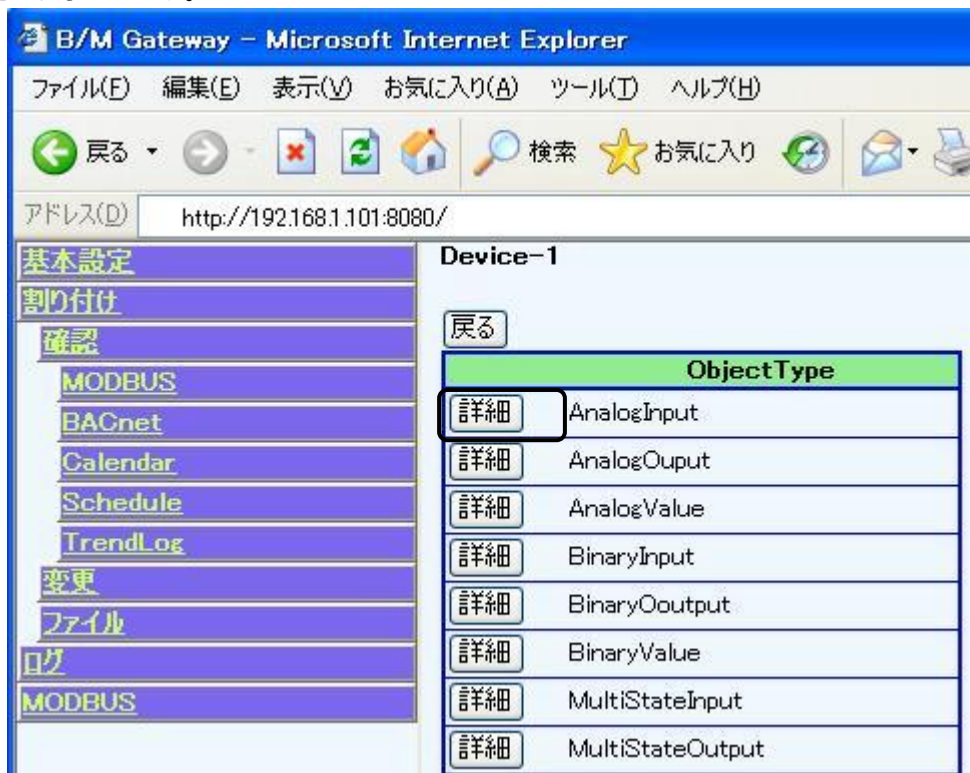 B/M Gateway - Microsoft Internet Explorer
ファイル(F) 編集(E) 表示(V) お気に入り(A) ツール(T) ヘルプ(H)
戻る 検索 お気に入り
アドレス(D) http://192.168.1.101:8080/
基本設定
割り付け
確認
MODBUS
BACnet
Calendar
Schedule
TrendLog
変更
ファイル
ログ
MODBUS
Device-1
戻る
ObjectType
詳細 AnalogInput
詳細 AnalogOuput
詳細 AnalogValue
詳細 BinaryInput
詳細 BinaryOoutput
詳細 BinaryValue
詳細 MultiStateInput
詳細 MultiStateOutput